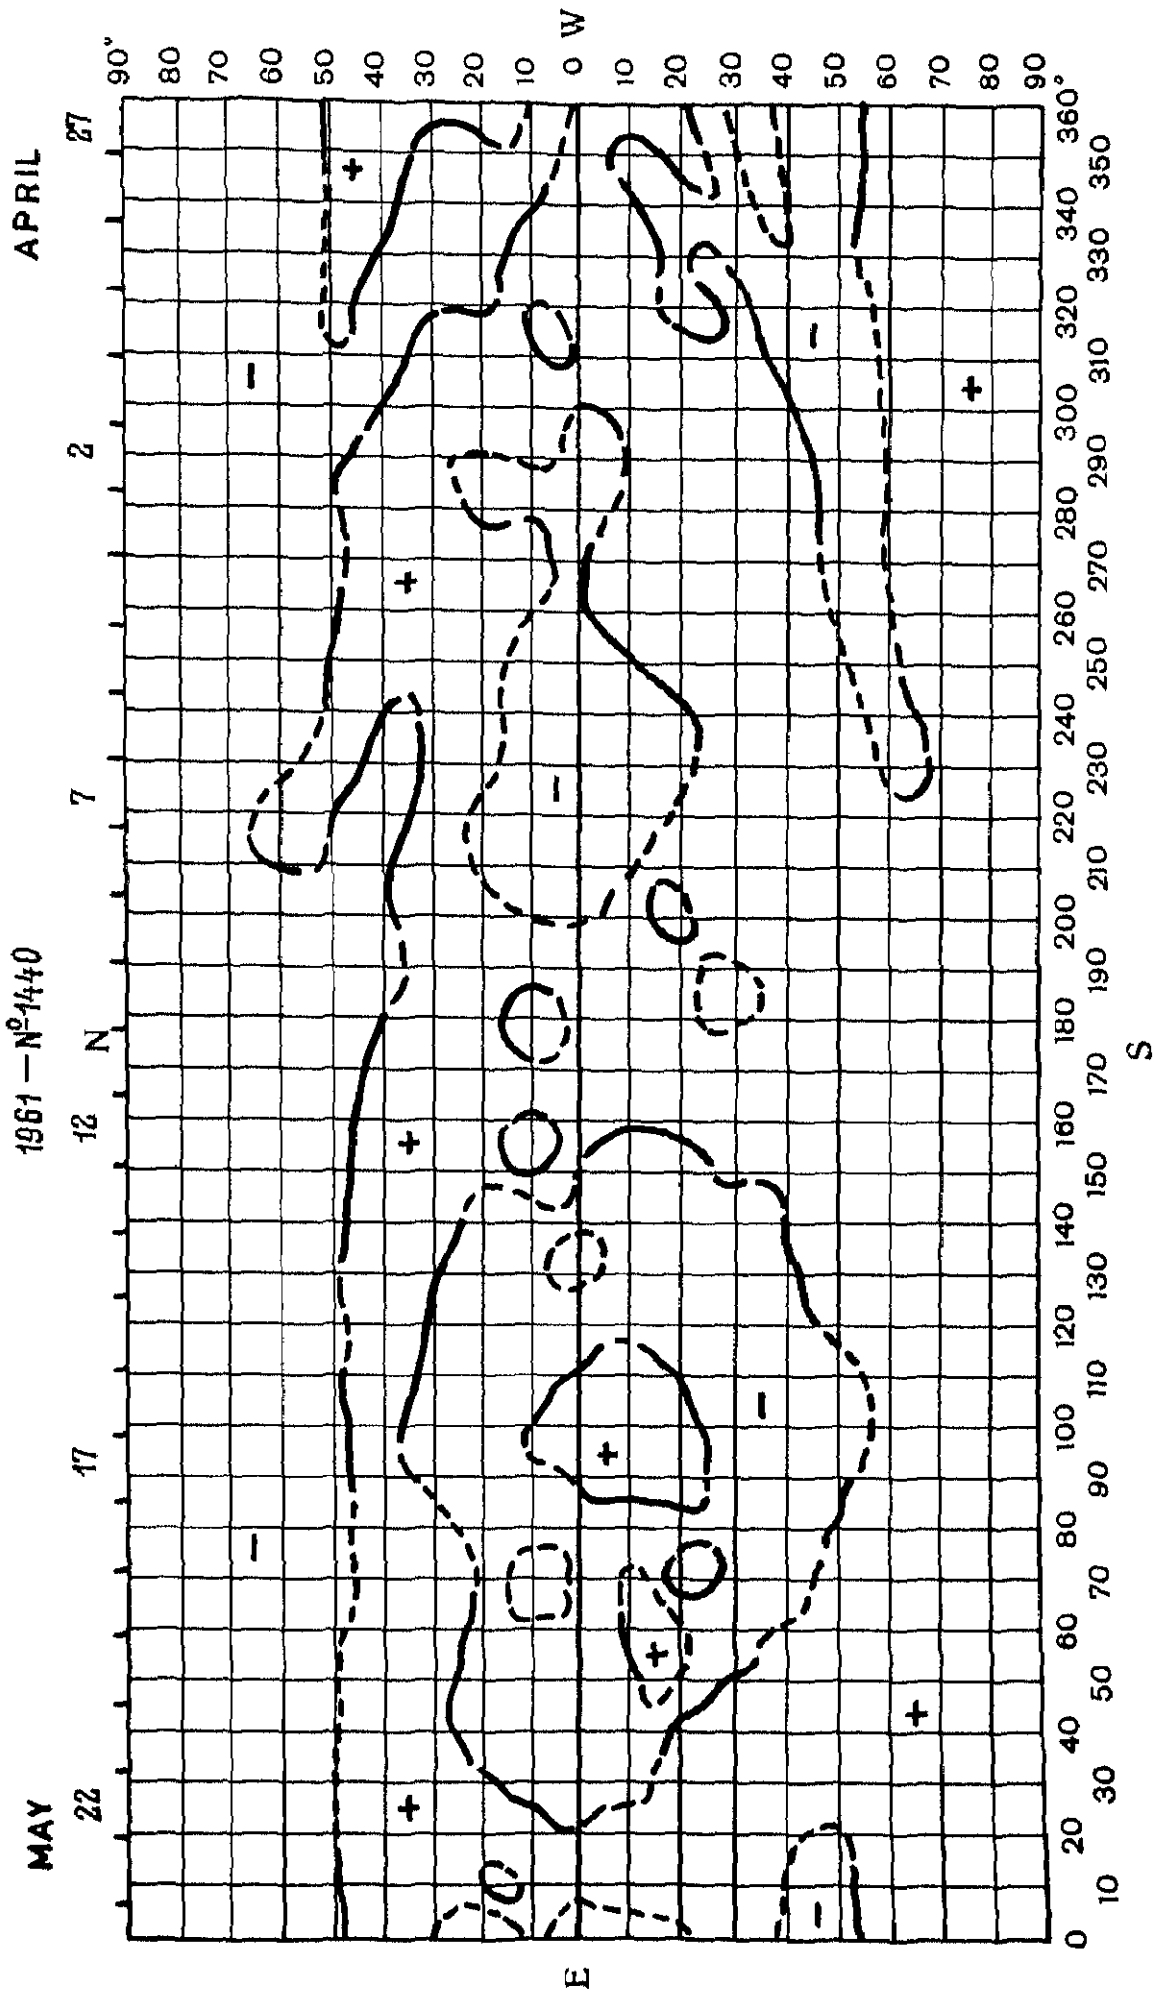 1961 — Nº1440
MAY APRIL
22 17 12 N 7 2 27
90° 80 70 60 50 40 30 20 10 0 10 20 30 40 50 60 70 80 90
E W
− − +
+ + + 
− +
+ − −
− + +
0 10 20 30 40 50 60 70 80 90 100 110 120 130 140 150 160 170 180 190 200 210 220 230 240 250 260 270 280 290 300 310 320 330 340 350 360°
S